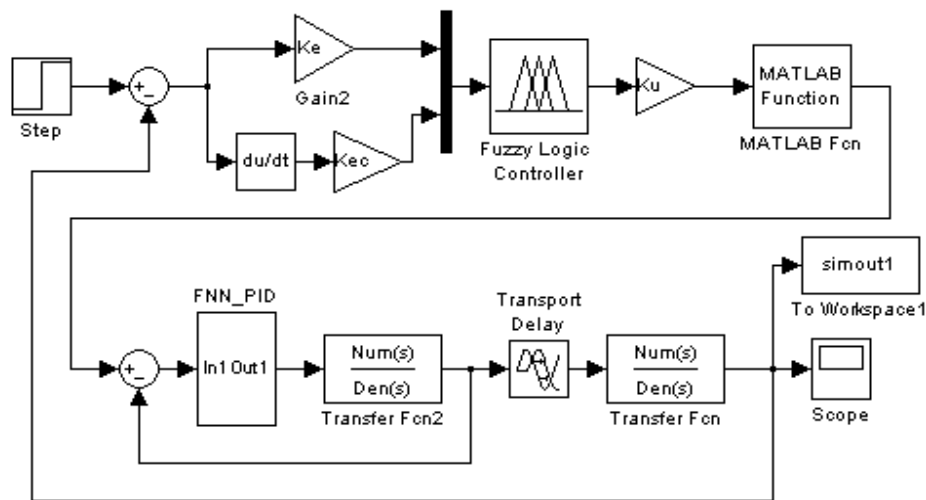 Step
+
−
Ke
Gain2
du/dt
Kec
Fuzzy Logic
Controller
Ku
MATLAB
Function
MATLAB Fcn
simout1
To Workspace1
FNN_PID
In1 Out1
+
−
Num(s)
Den(s)
Transfer Fcn2
Transport
Delay
Num(s)
Den(s)
Transfer Fcn
Scope